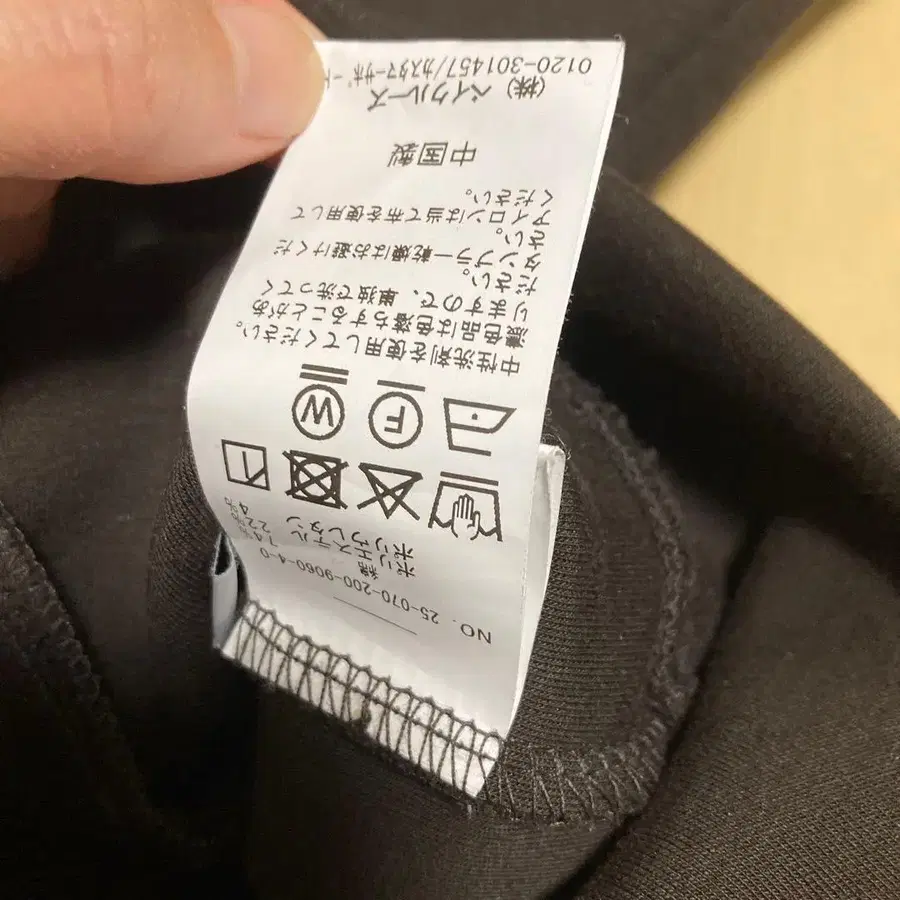 NO. 25-070-200-9060-4-0
綿 74%
ポリエステル 22%
ポリウレタン 4%
F W
中性洗剤を使用してください。
濃色品は色落ちすることがあ
りますので、単独で洗ってく
ださい。
タンブラー乾燥はお避けくだ
さい。
アイロンは当て布を使用して
ください。
中国製
(株) ベイクルーズ
0120-301457/カスタマーサポート